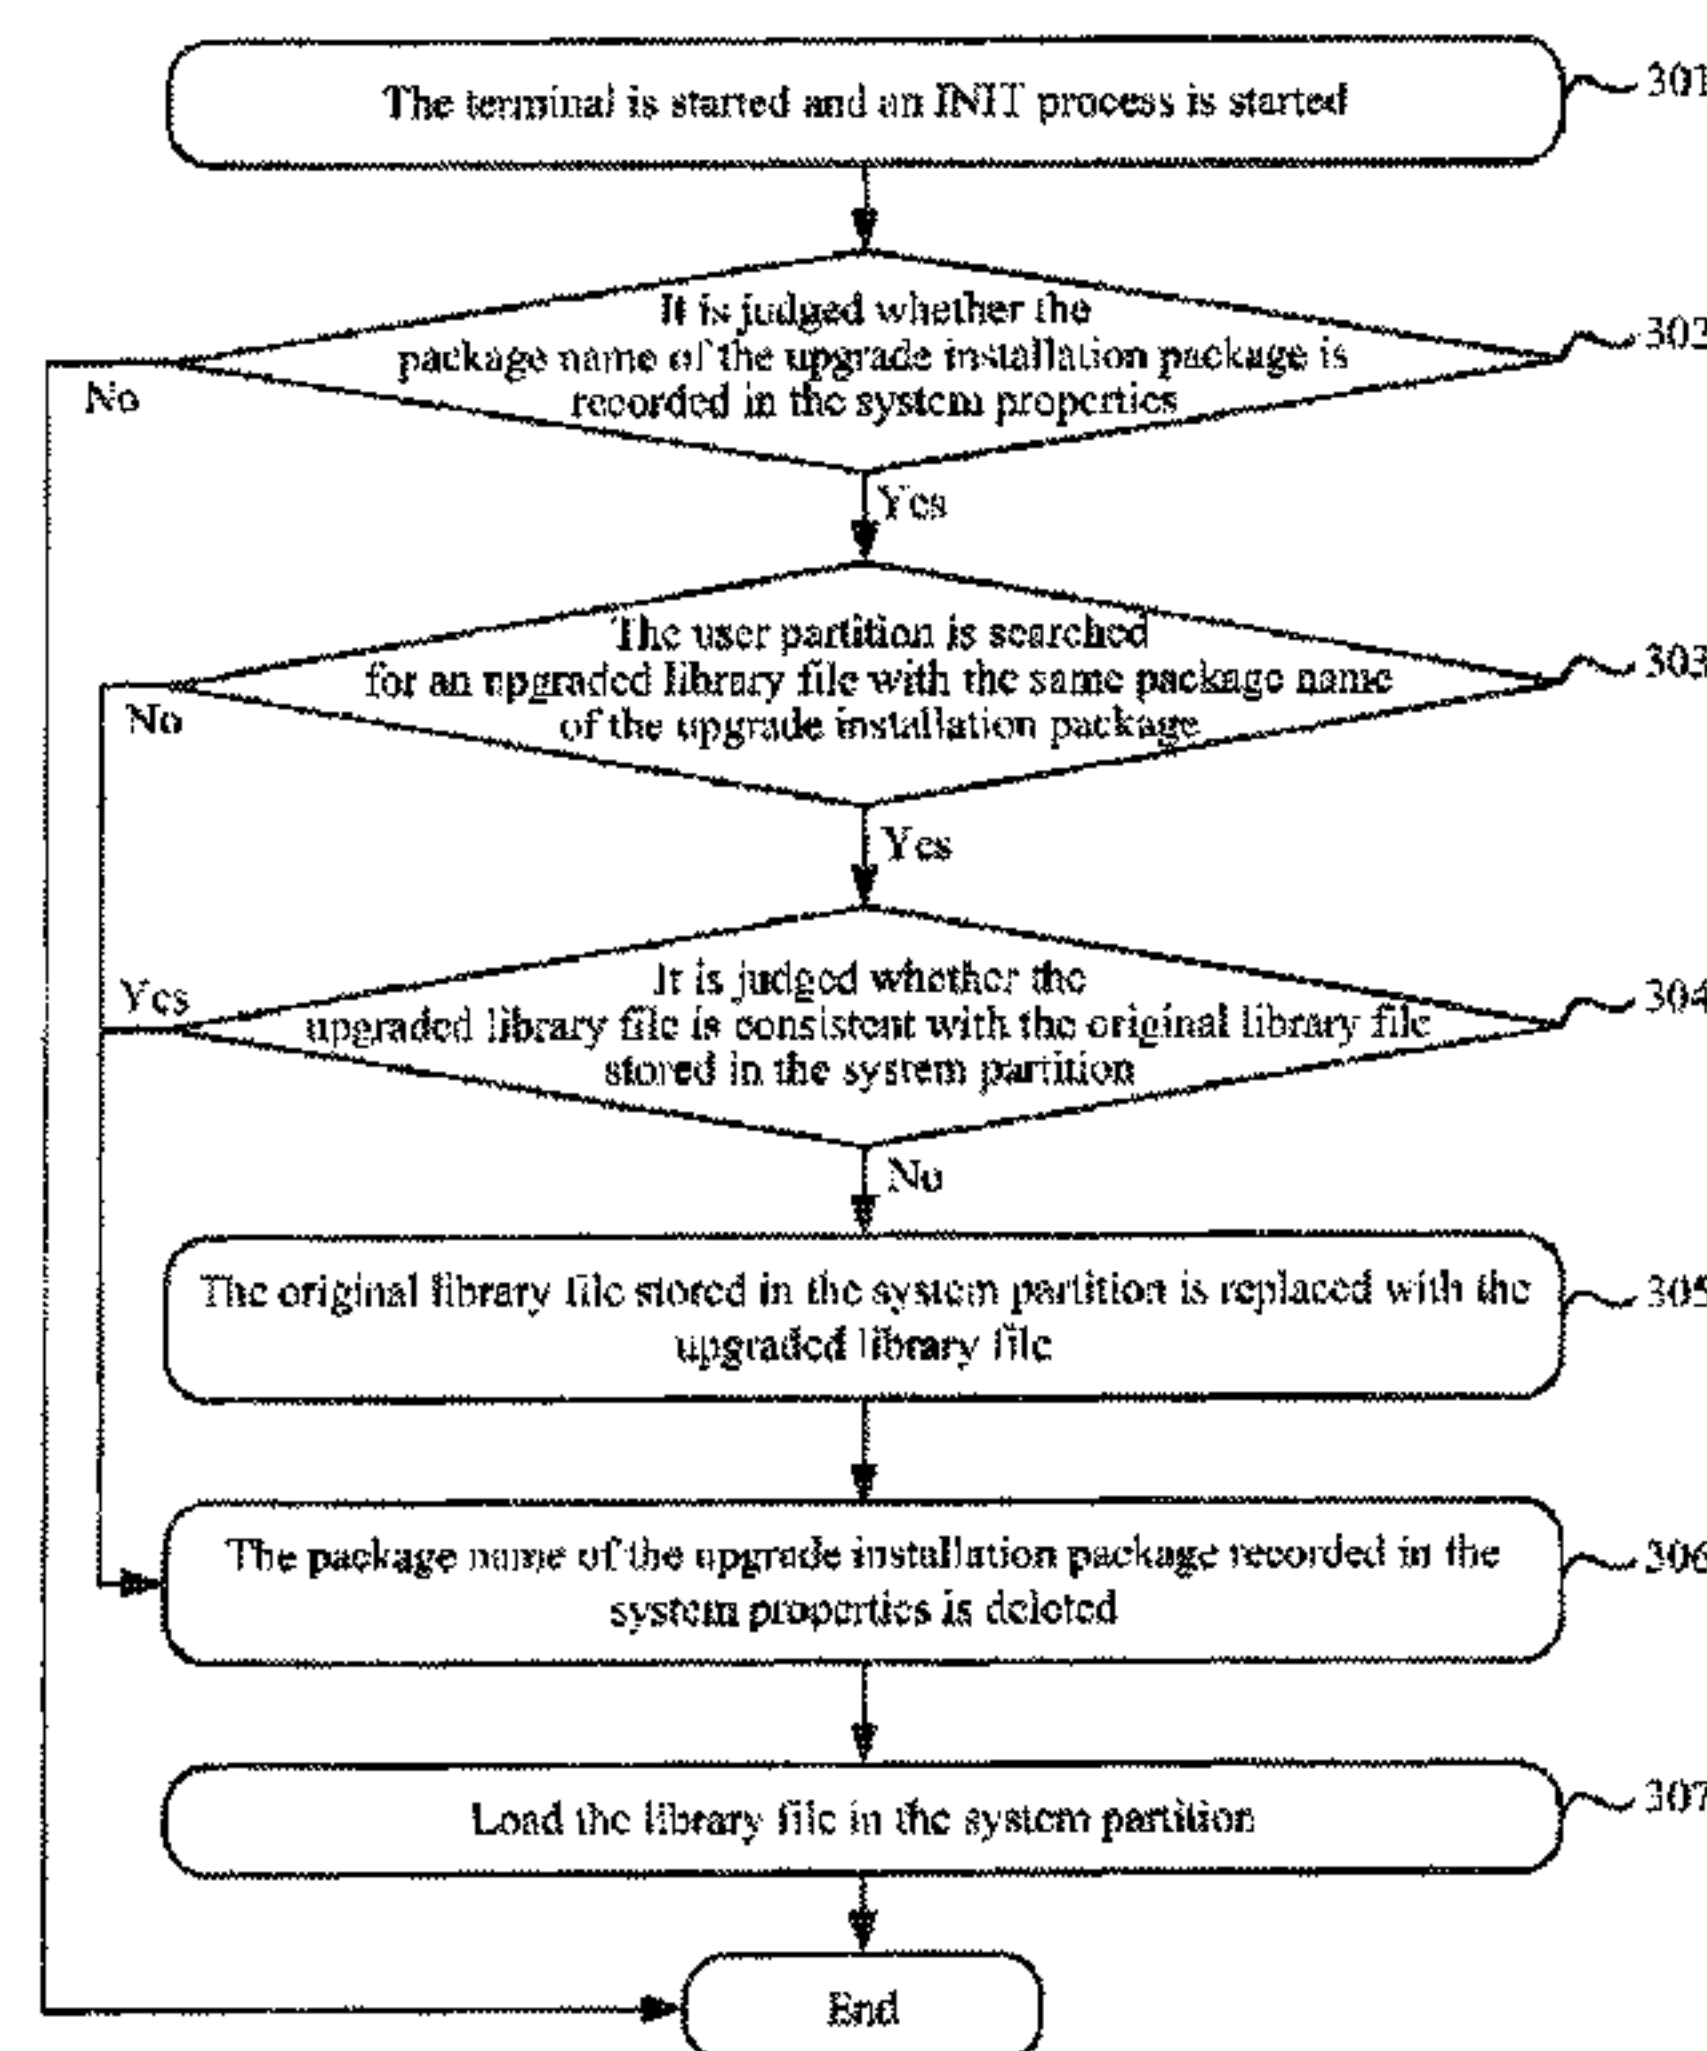 The terminal is started and an INIT process is started
301
It is judged whether the
package name of the upgrade installation package is
recorded in the system properties
302
No
Yes
The user partition is searched
for an upgraded library file with the same package name
of the upgrade installation package
303
No
Yes
It is judged whether the
upgraded library file is consistent with the original library file
stored in the system partition
304
Yes
No
The original library file stored in the system partition is replaced with the
upgraded library file
305
The package name of the upgrade installation package recorded in the
system properties is deleted
306
Load the library file in the system partition
307
End